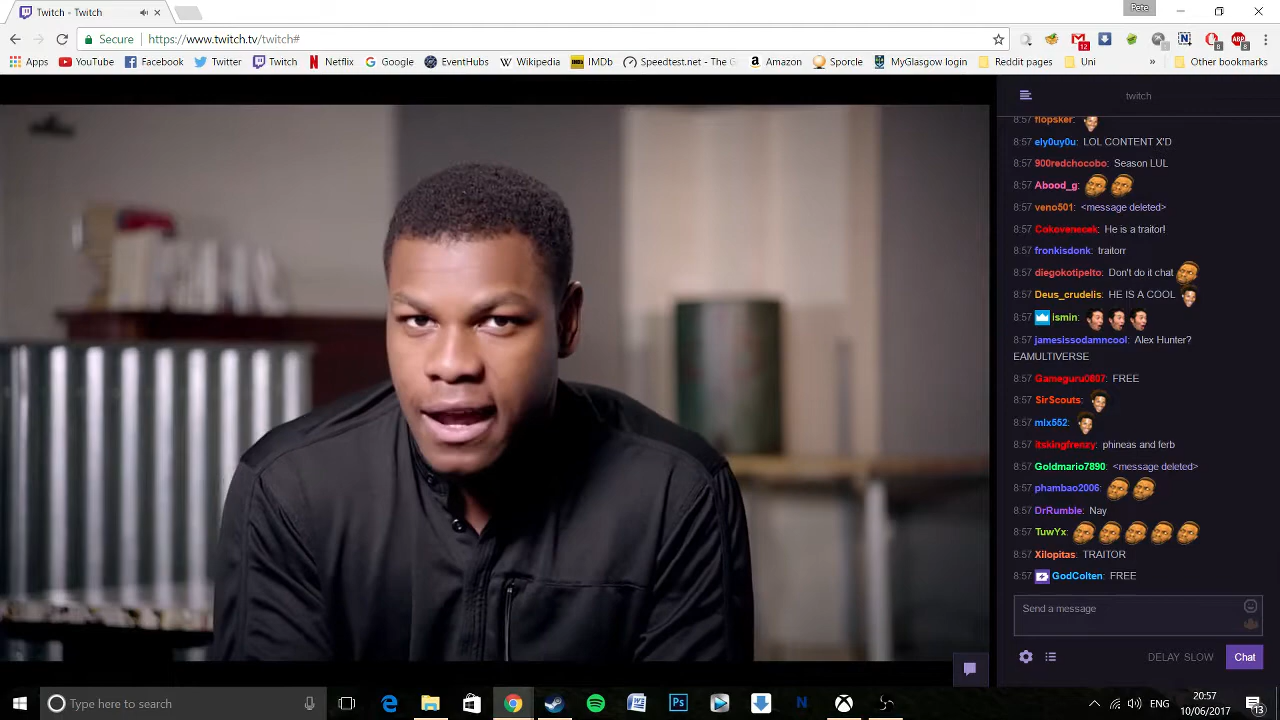 Twitch - Twitch
Pete
Secure https://www.twitch.tv/twitch#
12 8 8
Apps YouTube Facebook Twitter Twitch Netflix Google EventHubs Wikipedia IMDb Speedtest.net - The G Amazon Sporcle MyGlasgow login Reddit pages Uni » Other bookmarks
twitch
8:57 flopsker:
8:57 ely0uy0u: LOL CONTENT X'D
8:57 900redchocobo: Season LUL
8:57 Abood_g:
8:57 veno501: <message deleted>
8:57 Cokovenecek: He is a traitor!
8:57 fronkisdonk: traitorr
8:57 diegokotipelto: Don't do it chat
8:57 Deus_crudelis: HE IS A COOL
8:57 ismin:
8:57 jamesissodamncool: Alex Hunter?
EAMULTIVERSE
8:57 Gameguru0807: FREE
8:57 SirScouts:
8:57 mlx552:
8:57 Itskingfrenzy: phineas and ferb
8:57 Goldmario7890: <message deleted>
8:57 phambao2006:
8:57 DrRumble: Nay
8:57 TuwYx:
8:57 Xilopitas: TRAITOR
8:57 GodColten: FREE
Send a message
DELAY SLOW Chat
Type here to search
20:57
10/06/2017
13